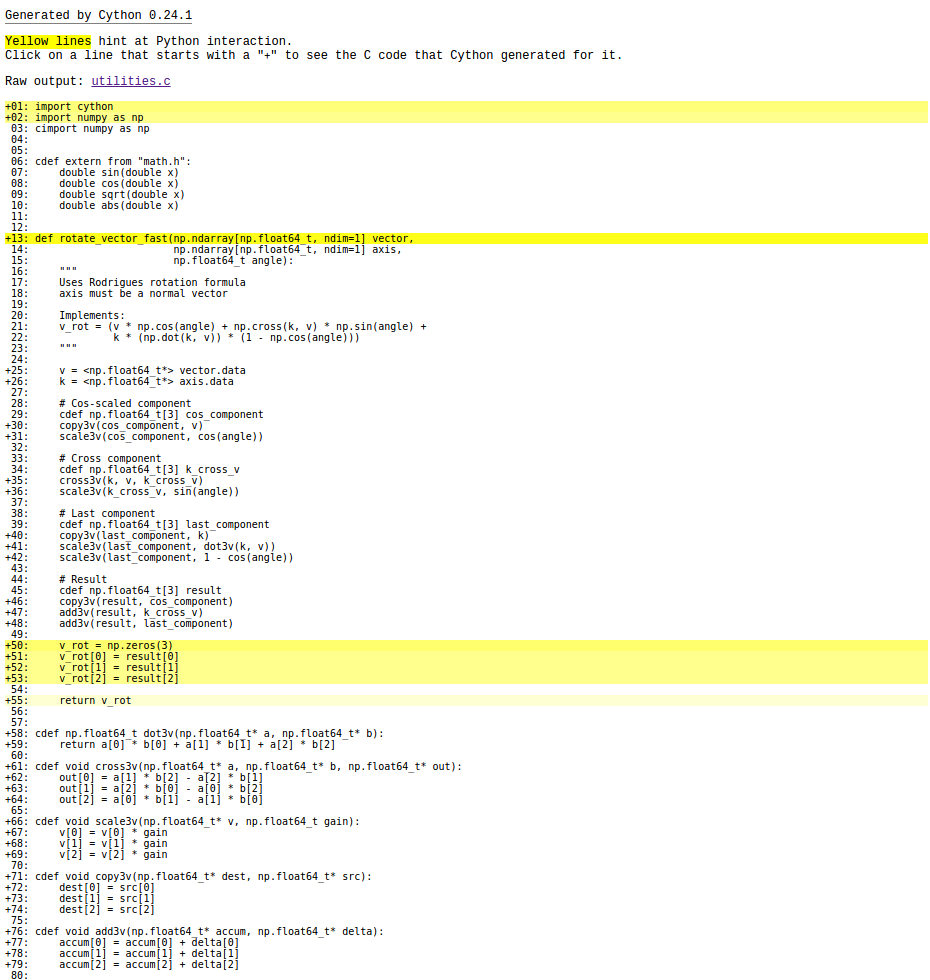 Generated by Cython 0.24.1
Yellow lines hint at Python interaction.
Click on a line that starts with a "+" to see the C code that Cython generated for it.
Raw output: utilities.c
+01: import cython
+02: import numpy as np
 03: cimport numpy as np
 04:
 05:
 06: cdef extern from "math.h":
 07:     double sin(double x)
 08:     double cos(double x)
 09:     double sqrt(double x)
 10:     double abs(double x)
 11:
 12:
+13: def rotate_vector_fast(np.ndarray[np.float64_t, ndim=1] vector,
 14:                        np.ndarray[np.float64_t, ndim=1] axis,
 15:                        np.float64_t angle):
 16:     """
 17:     Uses Rodrigues rotation formula
 18:     axis must be a normal vector
 19:
 20:     Implements:
 21:     v_rot = (v * np.cos(angle) + np.cross(k, v) * np.sin(angle) +
 22:              k * (np.dot(k, v)) * (1 - np.cos(angle)))
 23:     """
 24:
+25:     v = <np.float64_t*> vector.data
+26:     k = <np.float64_t*> axis.data
 27:
 28:     # Cos-scaled component
 29:     cdef np.float64_t[3] cos_component
+30:     copy3v(cos_component, v)
+31:     scale3v(cos_component, cos(angle))
 32:
 33:     # Cross component
 34:     cdef np.float64_t[3] k_cross_v
+35:     cross3v(k, v, k_cross_v)
+36:     scale3v(k_cross_v, sin(angle))
 37:
 38:     # Last component
 39:     cdef np.float64_t[3] last_component
+40:     copy3v(last_component, k)
+41:     scale3v(last_component, dot3v(k, v))
+42:     scale3v(last_component, 1 - cos(angle))
 43:
 44:     # Result
 45:     cdef np.float64_t[3] result
+46:     copy3v(result, cos_component)
+47:     add3v(result, k_cross_v)
+48:     add3v(result, last_component)
 49:
+50:     v_rot = np.zeros(3)
+51:     v_rot[0] = result[0]
+52:     v_rot[1] = result[1]
+53:     v_rot[2] = result[2]
 54:
+55:     return v_rot
 56:
 57:
+58: cdef np.float64_t dot3v(np.float64_t* a, np.float64_t* b):
+59:     return a[0] * b[0] + a[1] * b[1] + a[2] * b[2]
 60:
+61: cdef void cross3v(np.float64_t* a, np.float64_t* b, np.float64_t* out):
+62:     out[0] = a[1] * b[2] - a[2] * b[1]
+63:     out[1] = a[2] * b[0] - a[0] * b[2]
+64:     out[2] = a[0] * b[1] - a[1] * b[0]
 65:
+66: cdef void scale3v(np.float64_t* v, np.float64_t gain):
+67:     v[0] = v[0] * gain
+68:     v[1] = v[1] * gain
+69:     v[2] = v[2] * gain
 70:
+71: cdef void copy3v(np.float64_t* dest, np.float64_t* src):
+72:     dest[0] = src[0]
+73:     dest[1] = src[1]
+74:     dest[2] = src[2]
 75:
+76: cdef void add3v(np.float64_t* accum, np.float64_t* delta):
+77:     accum[0] = accum[0] + delta[0]
+78:     accum[1] = accum[1] + delta[1]
+79:     accum[2] = accum[2] + delta[2]
 80: